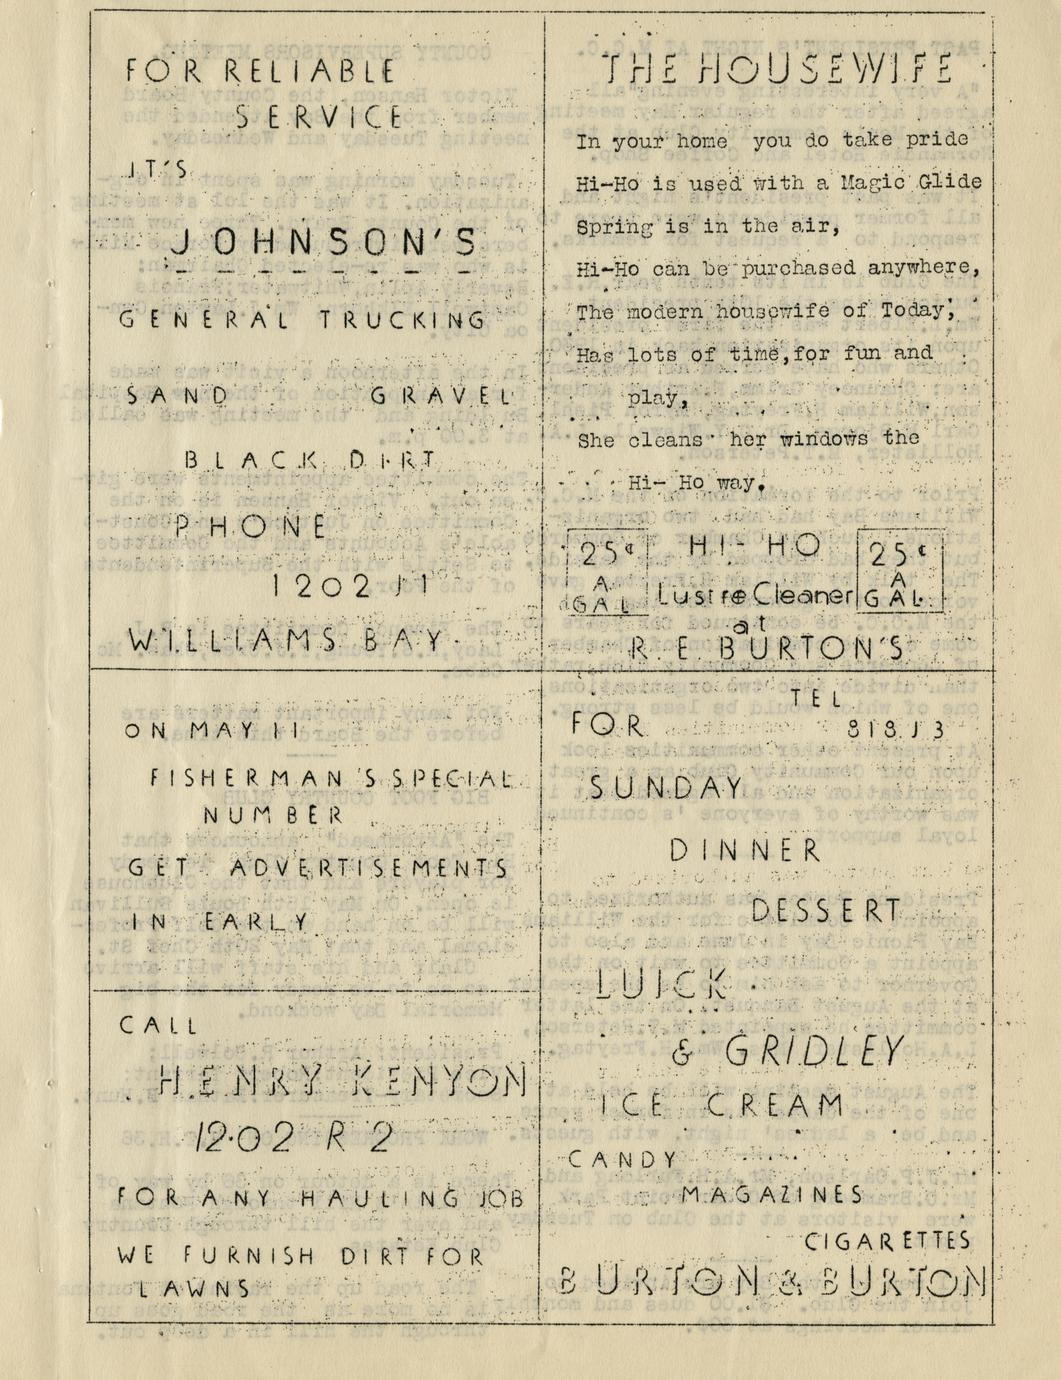 FOR RELIABLE
SERVICE
IT'S
JOHNSON'S
GENERAL TRUCKING
SAND GRAVEL
BLACK DIRT
PHONE
1202 J1
WILLIAMS BAY
ON MAY 11
FISHERMAN'S SPECIAL
NUMBER
GET ADVERTISEMENTS
IN EARLY
CALL
HENRY KENYON
1202 R 2
FOR ANY HAULING JOB
WE FURNISH DIRT FOR
LAWNS
THE HOUSEWIFE
In your home you do take pride
Hi-Ho is used with a Magic Glide
Spring is in the air,
Hi-Ho can be purchased anywhere,
The modern housewife of Today,
Has lots of time, for fun and
play,
She cleans her windows the
Hi- Ho way.
25¢ HI-HO 25¢
A A
GAL Lustre Cleaner GAL
at
R. E. BURTON'S
TEL
FOR 818 J 3
SUNDAY
DINNER
DESSERT
LUICK
& GRIDLEY
ICE CREAM
CANDY
MAGAZINES
CIGARETTES
BURTON & BURTON